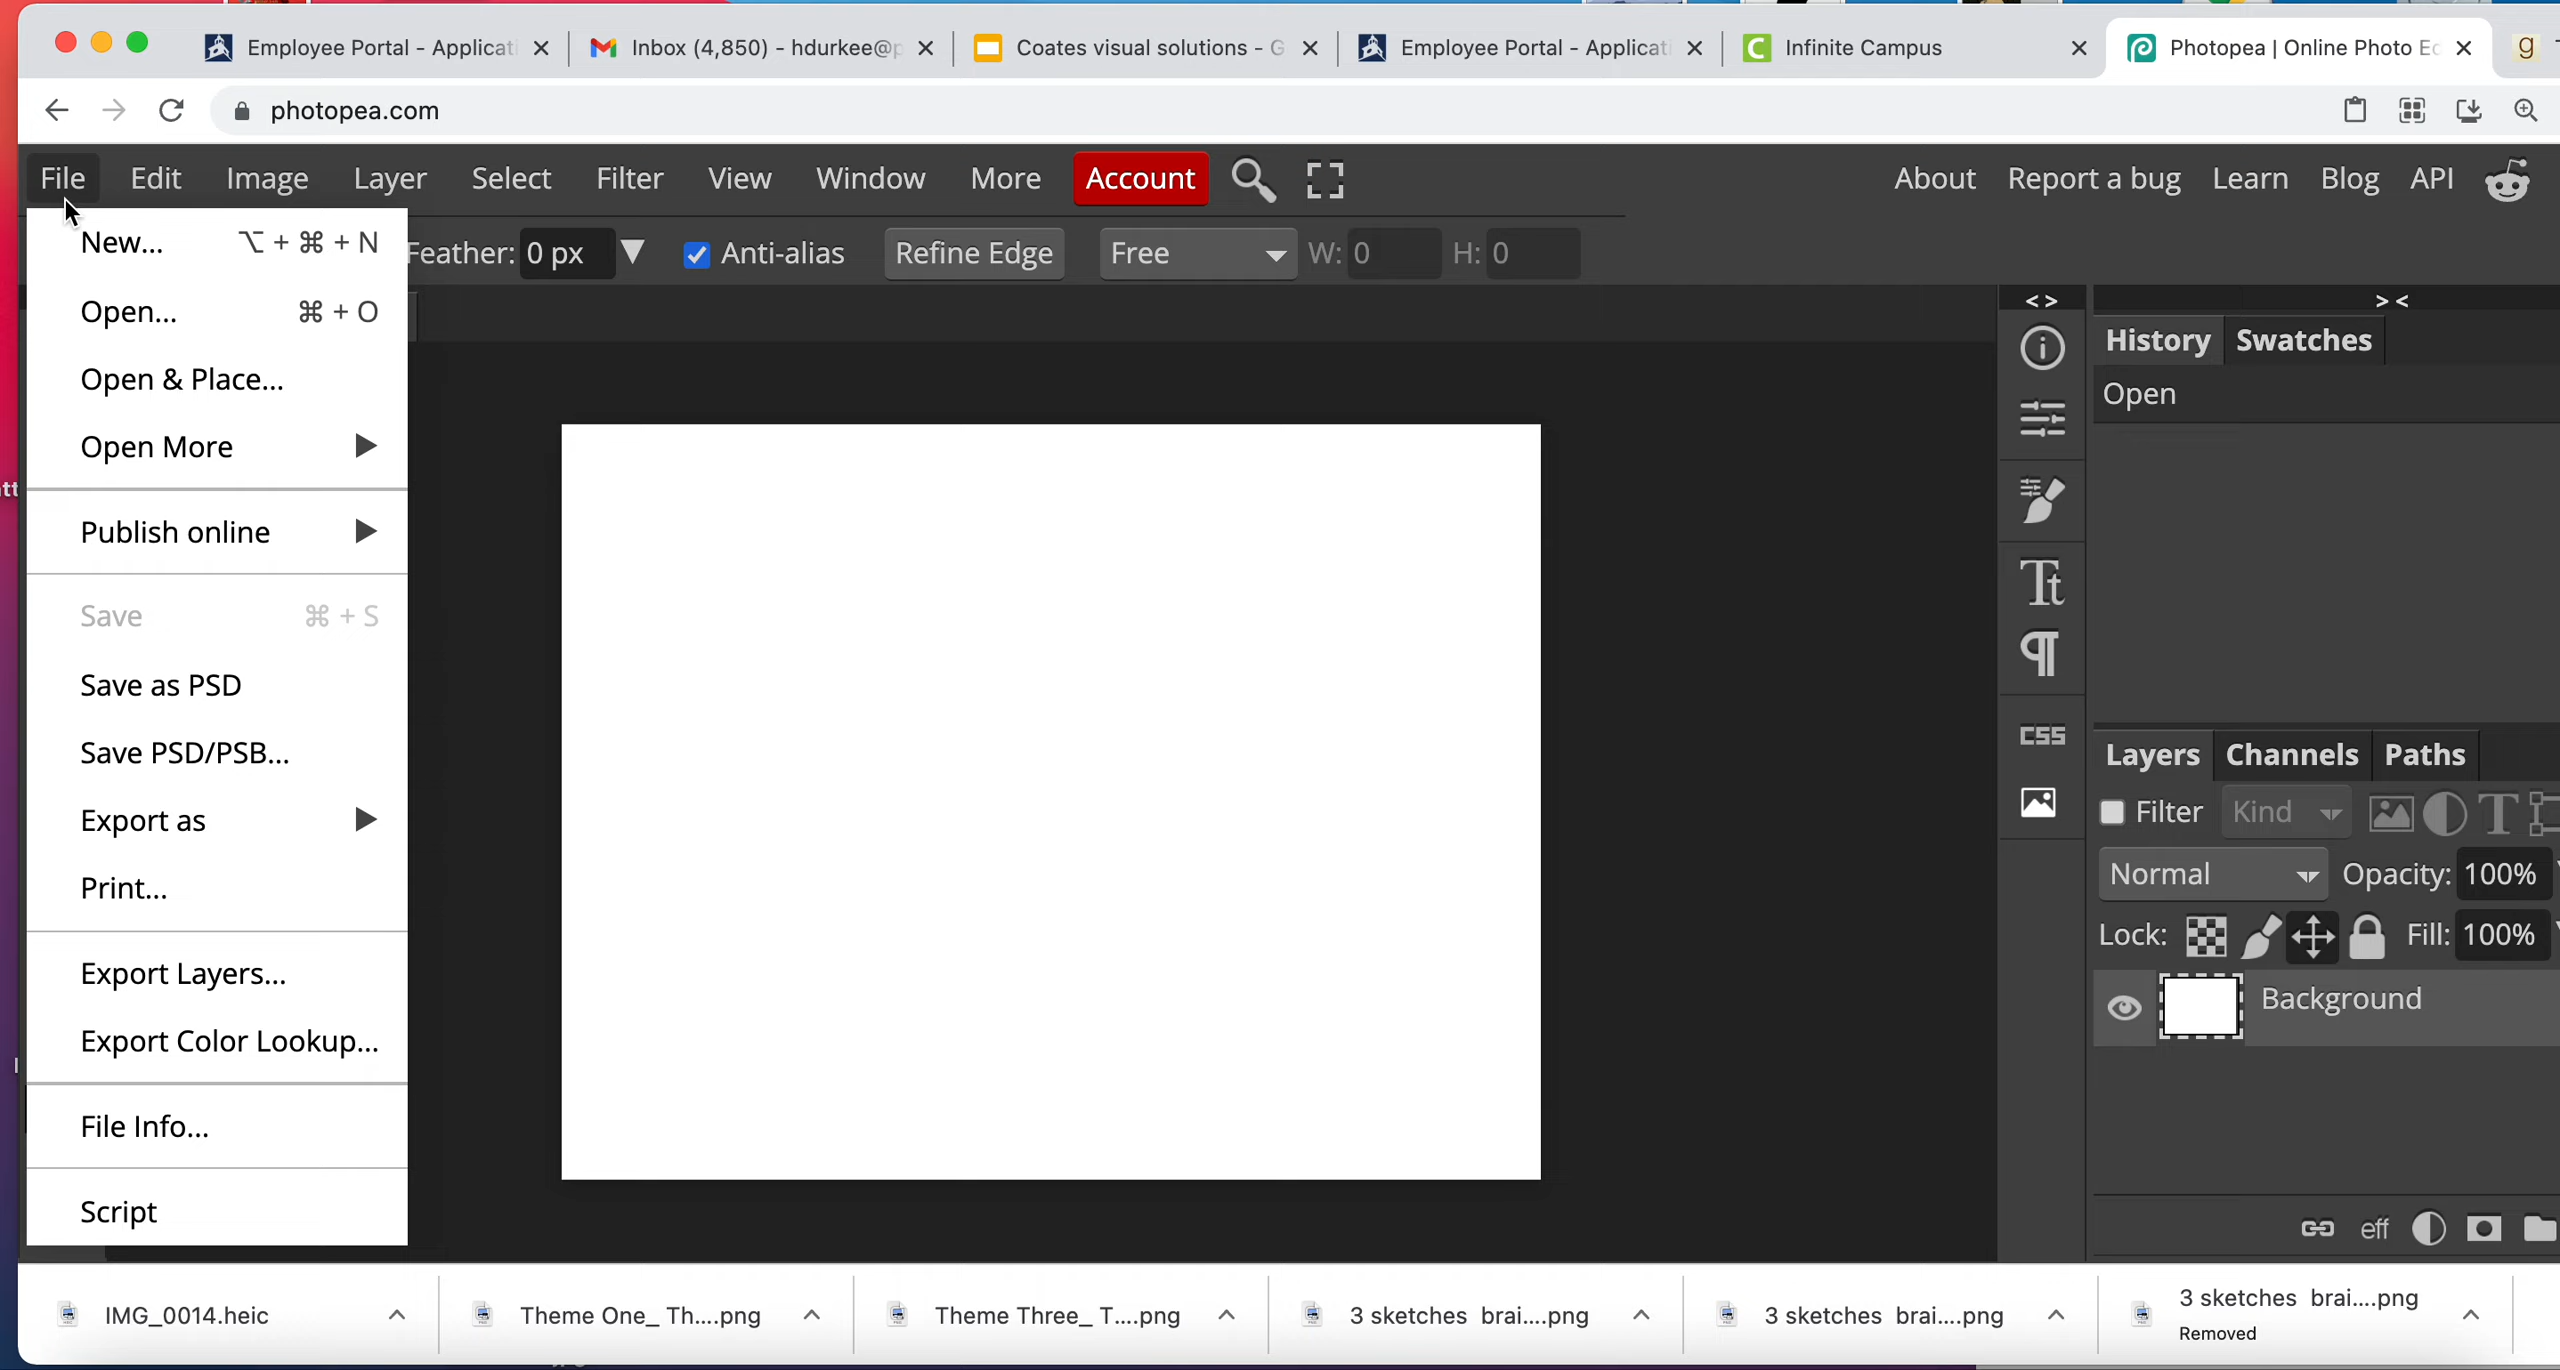 Employee Portal - Applicati
Inbox (4,850) - hdurkee@p
Coates visual solutions - G
Employee Portal - Applicati
Infinite Campus
Photopea | Online Photo Ed
photopea.com
File Edit Image Layer Select Filter View Window More Account About Report a bug Learn Blog API
Feather: 0 px Anti-alias Refine Edge Free W: 0 H: 0
New... ⌥ + ⌘ + N
Open... ⌘ + O
Open & Place...
Open More
Publish online
Save ⌘ + S
Save as PSD
Save PSD/PSB...
Export as
Print...
Export Layers...
Export Color Lookup...
File Info...
Script
< >
> <
History Swatches
Open
CSS
Layers Channels Paths
Filter Kind
Normal Opacity: 100%
Lock: Fill: 100%
Background
eff
IMG_0014.heic
Theme One_ Th....png
Theme Three_ T....png
3 sketches brai....png
3 sketches brai....png
3 sketches brai....png
Removed